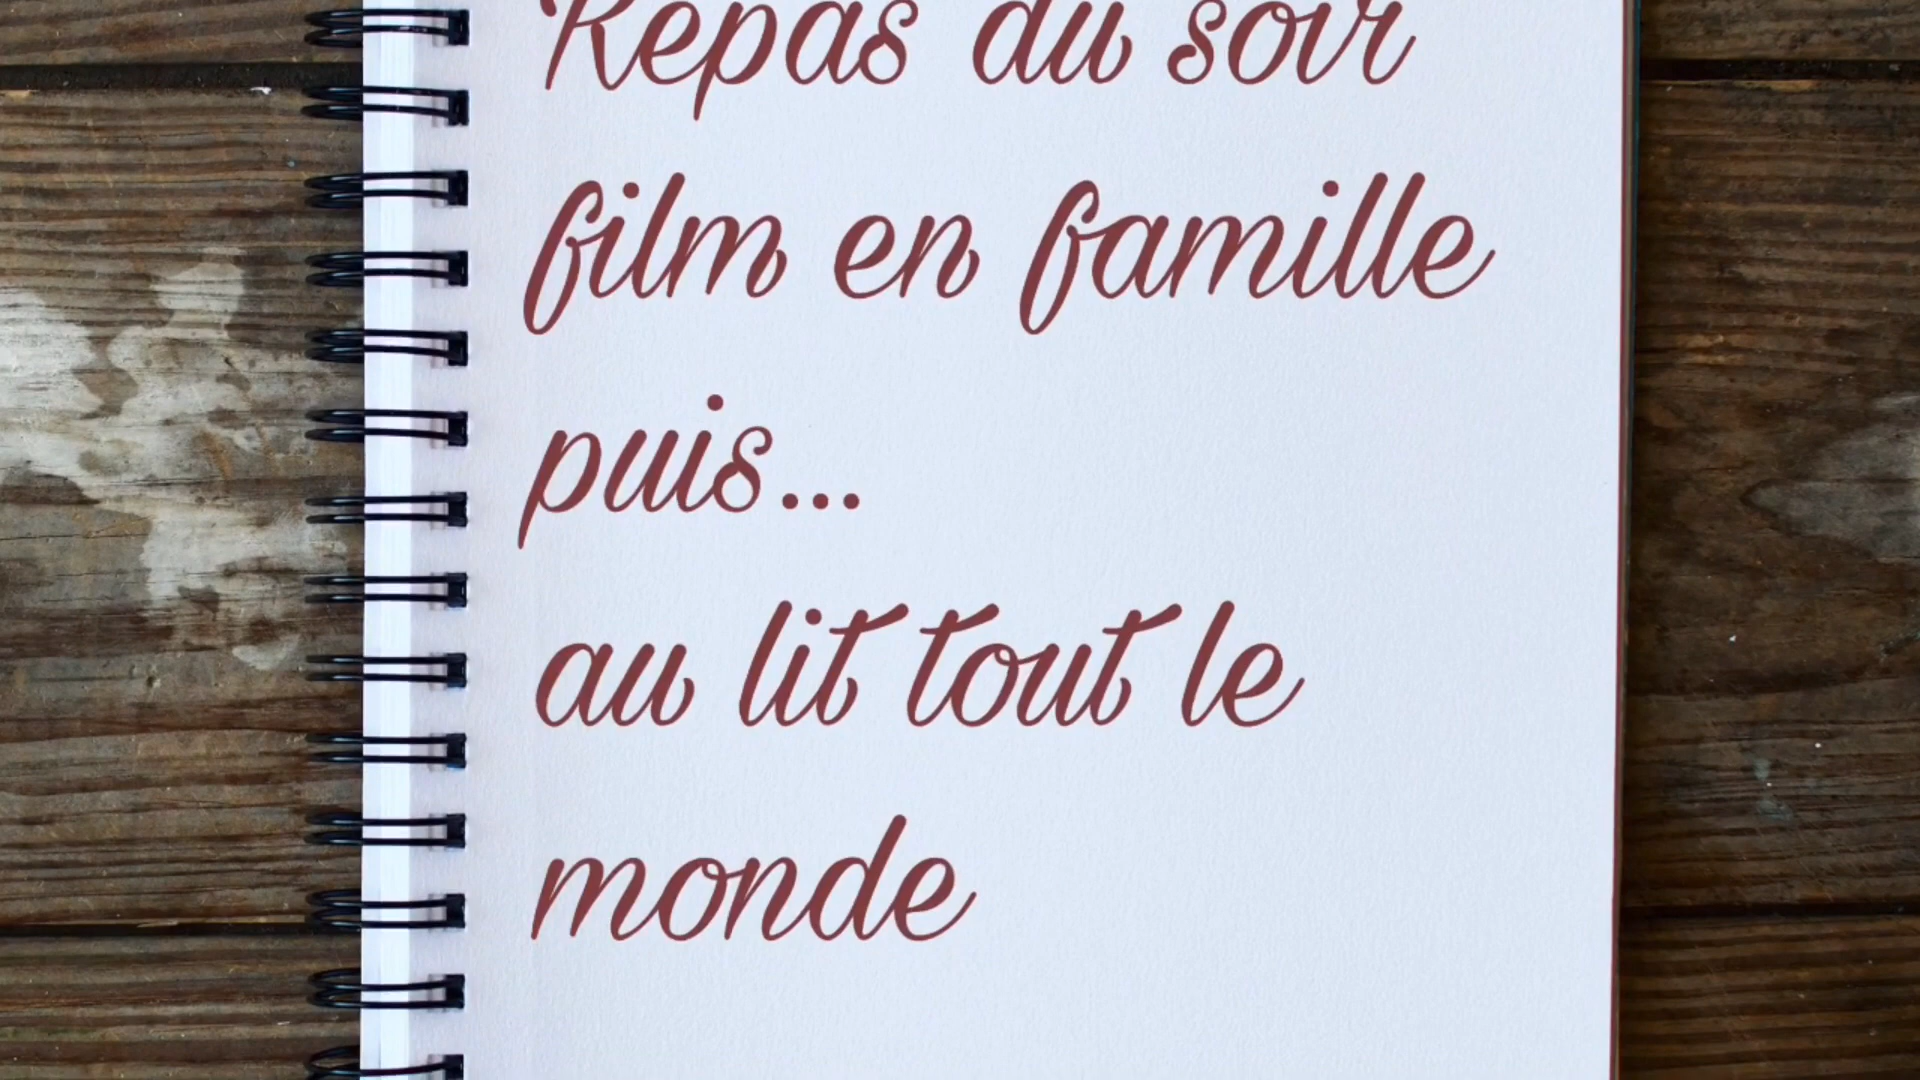 Repas du soir
film en famille
puis...
au lit tout le
monde